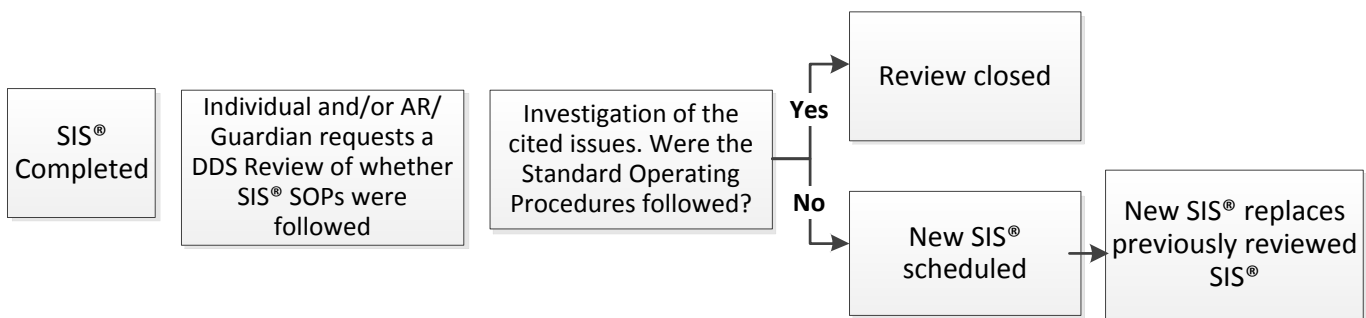 SIS®
Completed
Individual and/or AR/
Guardian requests a
DDS Review of whether
SIS® SOPs were
followed
Investigation of the
cited issues. Were the
Standard Operating
Procedures followed?
Yes
Review closed
No
New SIS®
scheduled
New SIS® replaces
previously reviewed
SIS®